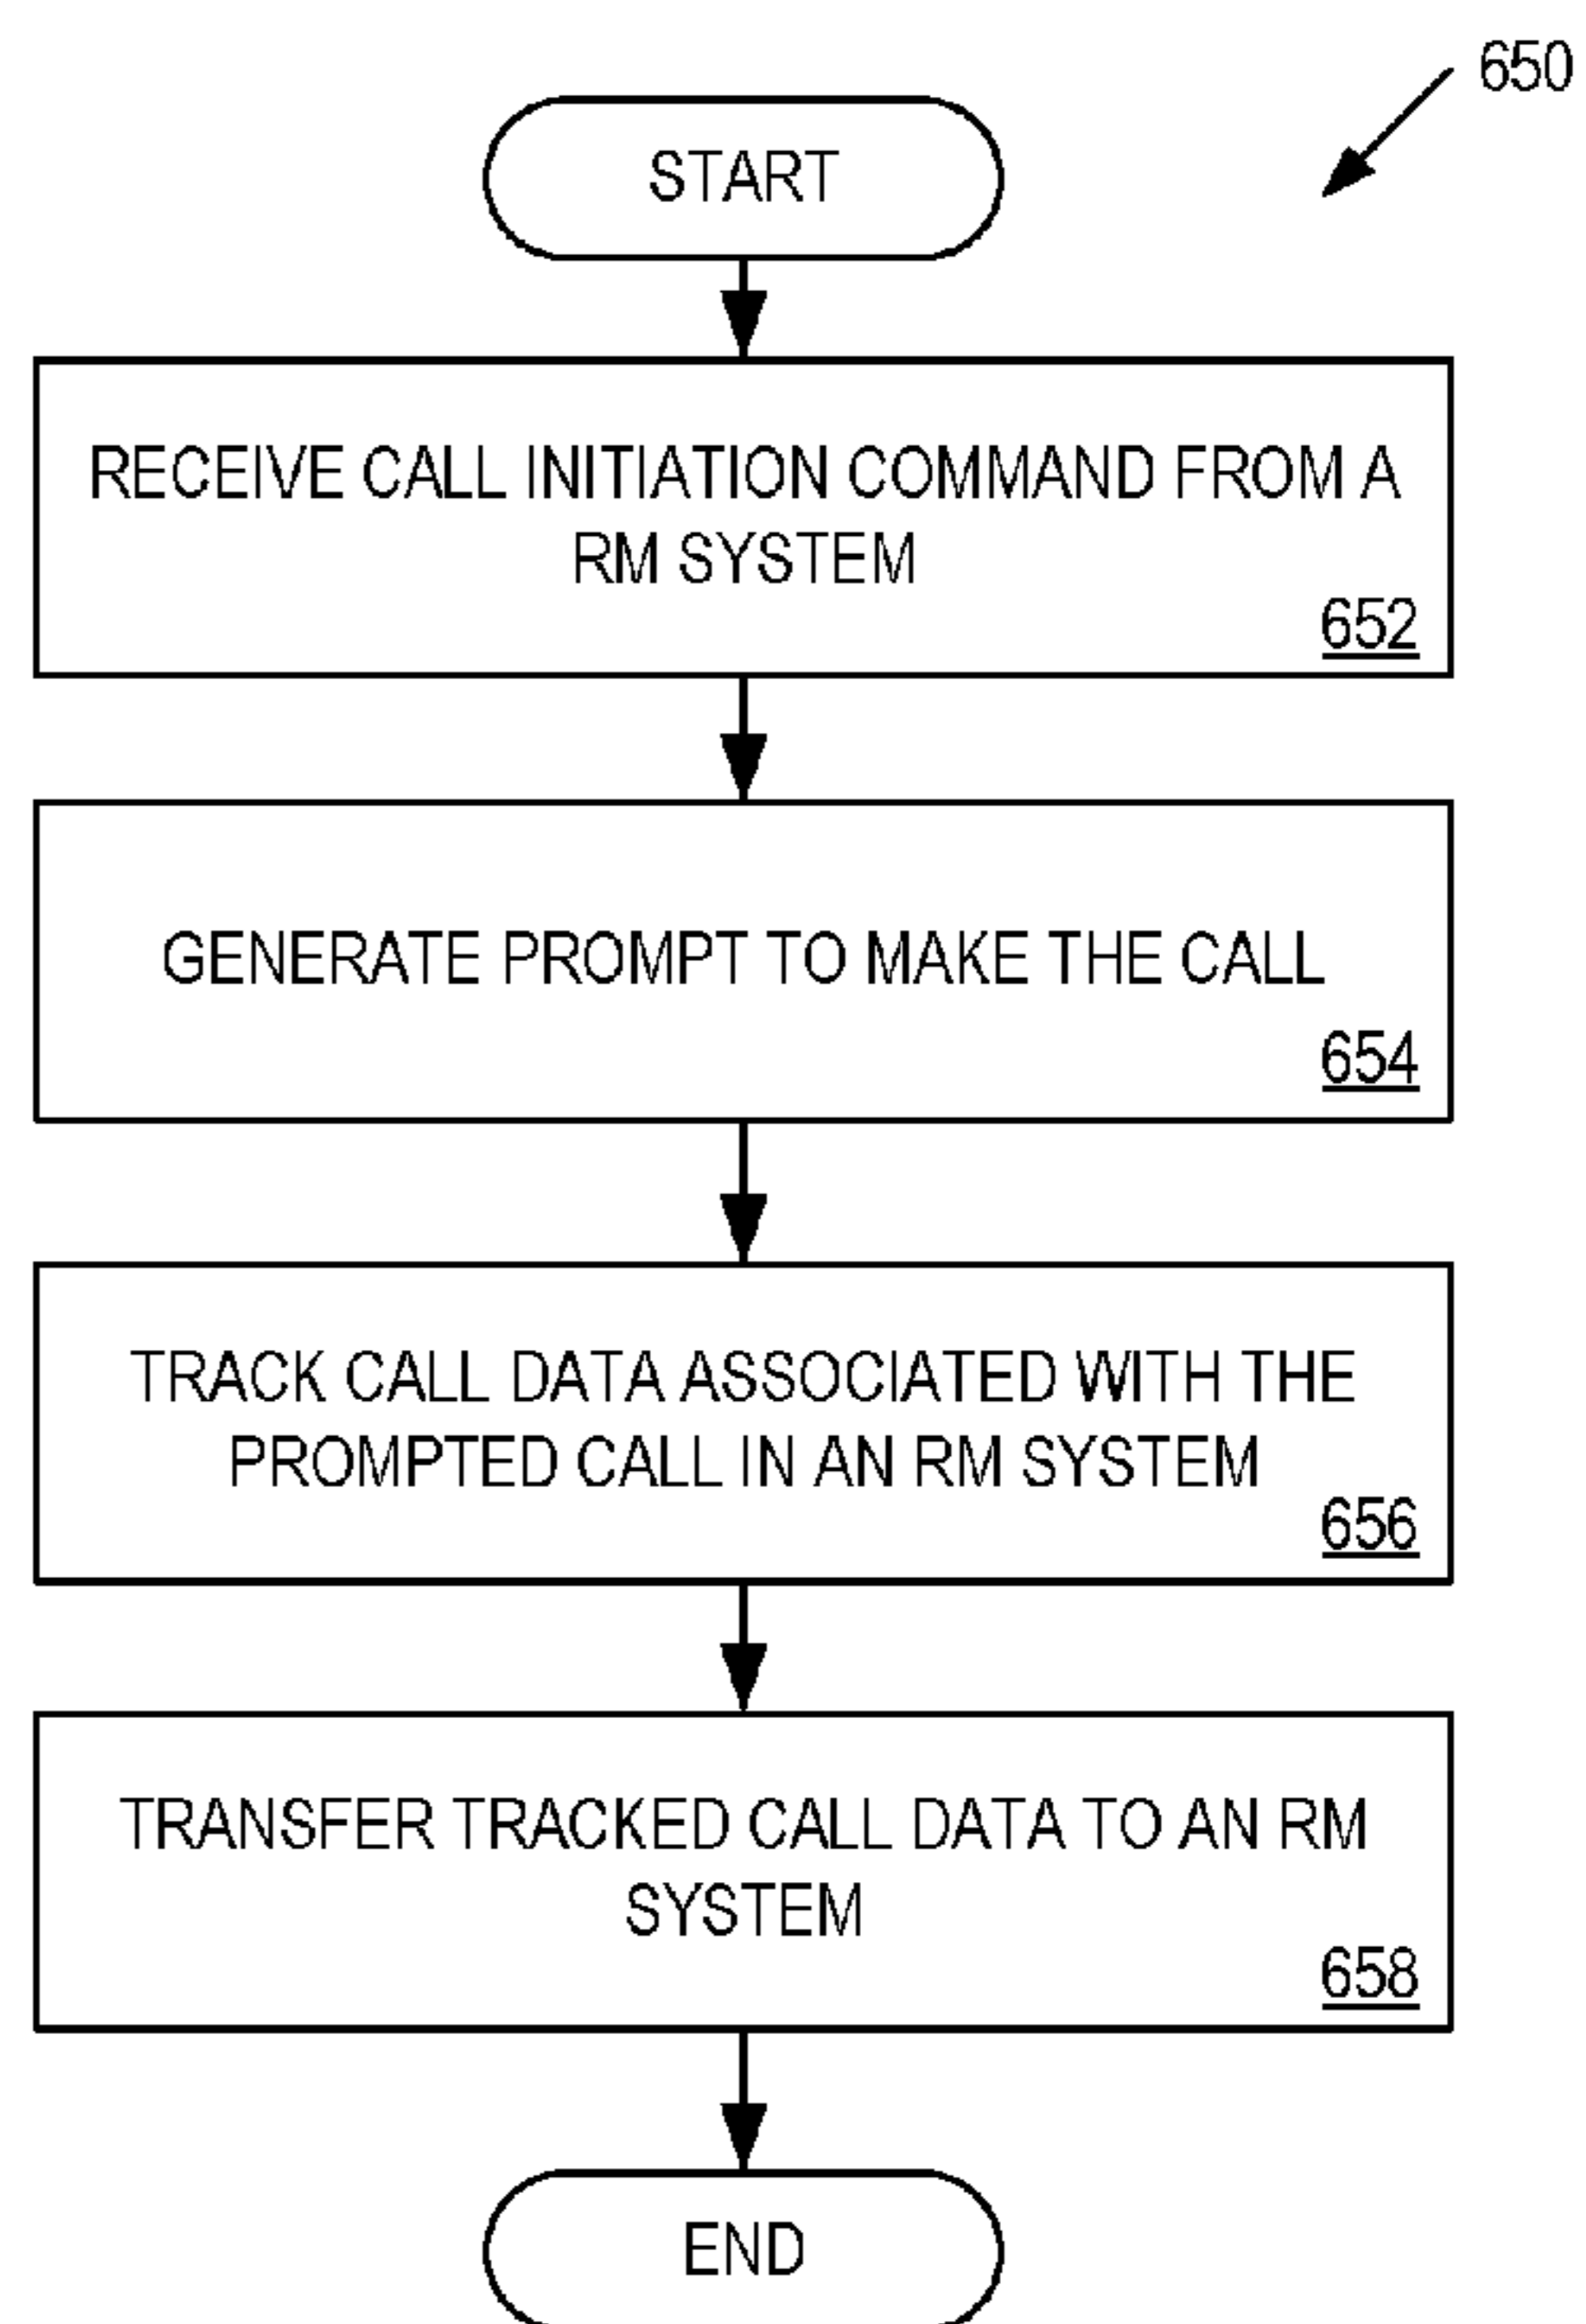 650
START
RECEIVE CALL INITIATION COMMAND FROM A
RM SYSTEM
652
GENERATE PROMPT TO MAKE THE CALL
654
TRACK CALL DATA ASSOCIATED WITH THE
PROMPTED CALL IN AN RM SYSTEM
656
TRANSFER TRACKED CALL DATA TO AN RM
SYSTEM
658
END